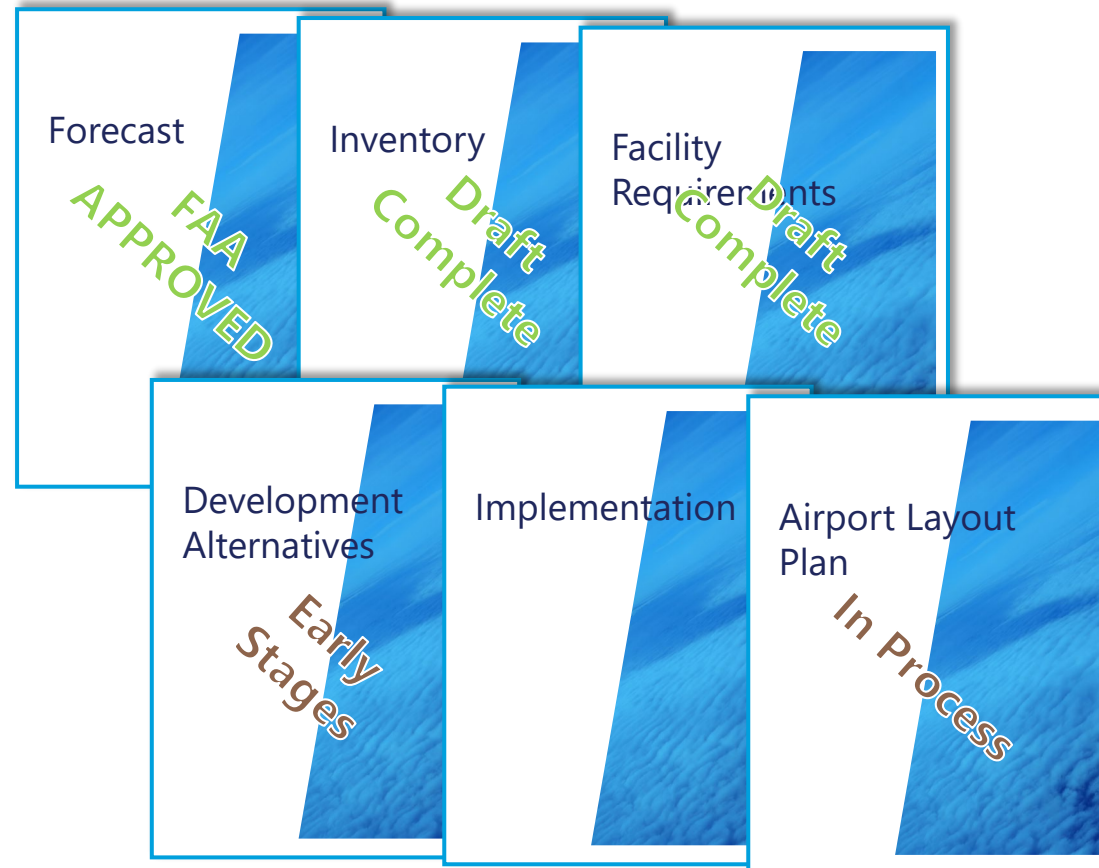 Forecast
FAA
APPROVED
Inventory
Draft
Complete
Facility
Requirements
Draft
Complete
Development
Alternatives
Early
Stages
Implementation
Airport Layout
Plan
In Process